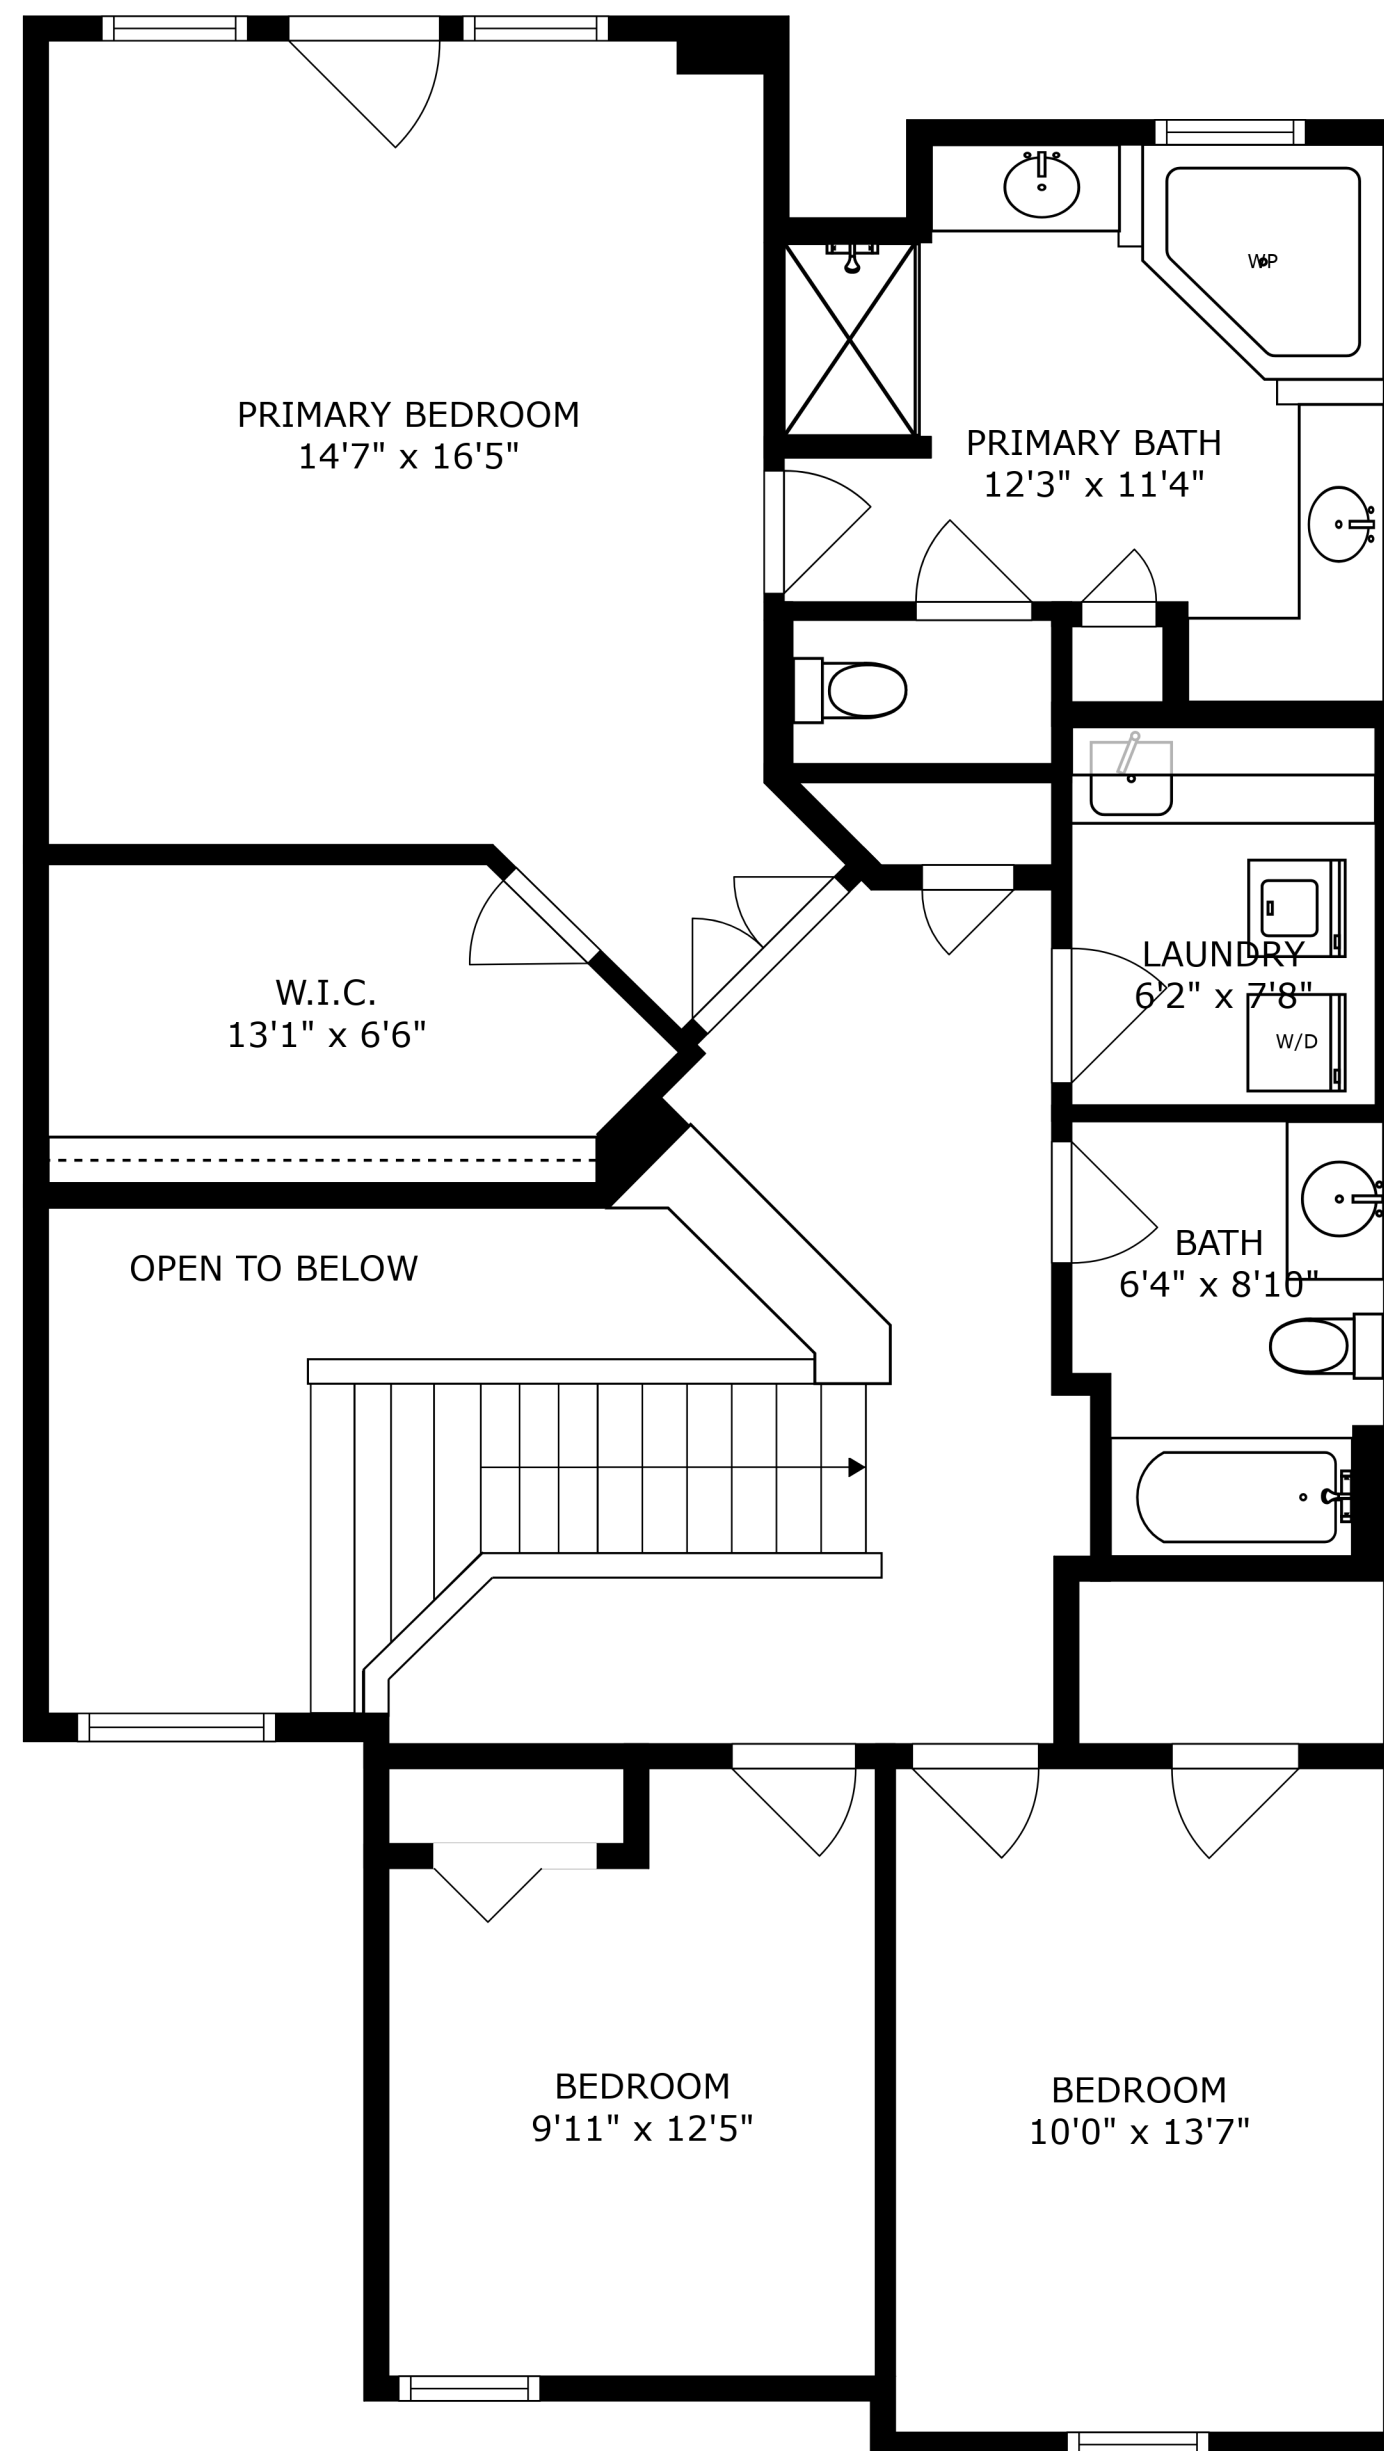 WP
PRIMARY BEDROOM
14'7" x 16'5"
PRIMARY BATH
12'3" x 11'4"
LAUNDRY
6'2" x 7'8"
W/D
W.I.C.
13'1" x 6'6"
OPEN TO BELOW
BATH
6'4" x 8'10"
BEDROOM
9'11" x 12'5"
BEDROOM
10'0" x 13'7"